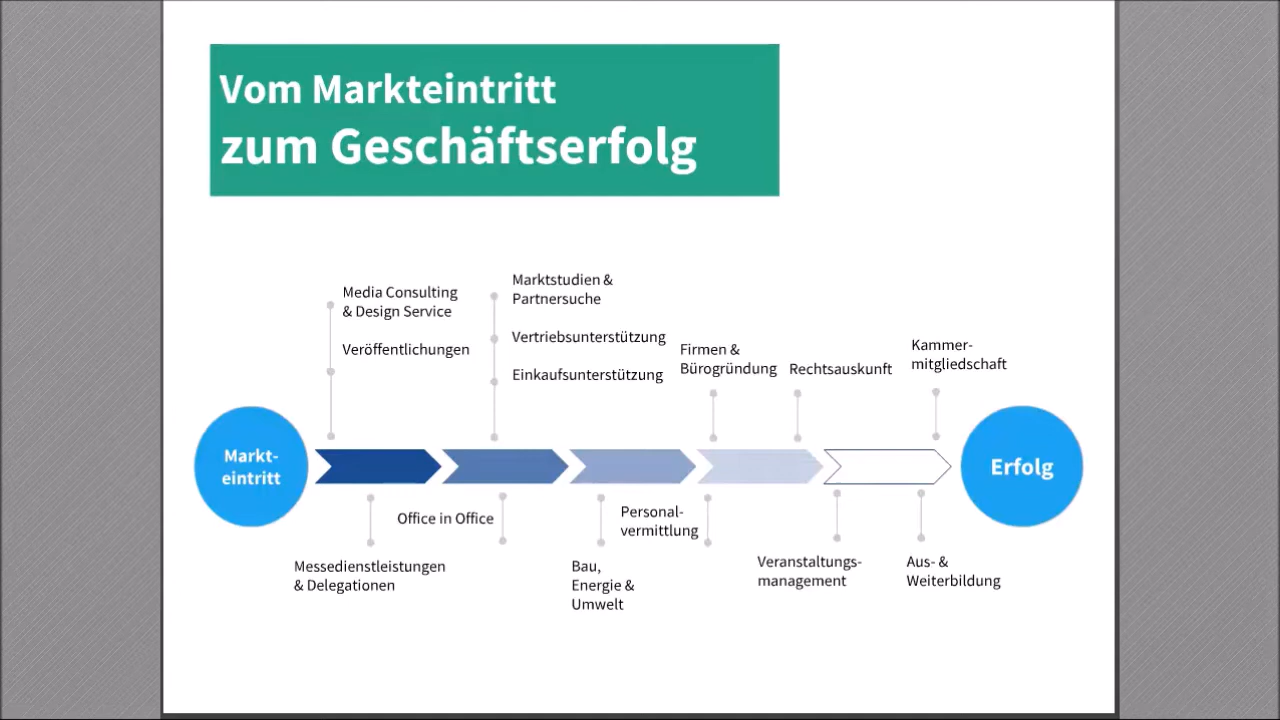 Vom Markteintritt
zum Geschäftserfolg
Media Consulting
& Design Service
Veröffentlichungen
Marktstudien &
Partnersuche
Vertriebsunterstützung
Einkaufsunterstützung
Firmen &
Bürogründung
Rechtsauskunft
Kammer-
mitgliedschaft
Markt-
eintritt
Erfolg
Messedienstleistungen
& Delegationen
Office in Office
Bau,
Energie &
Umwelt
Personal-
vermittlung
Veranstaltungs-
management
Aus- &
Weiterbildung